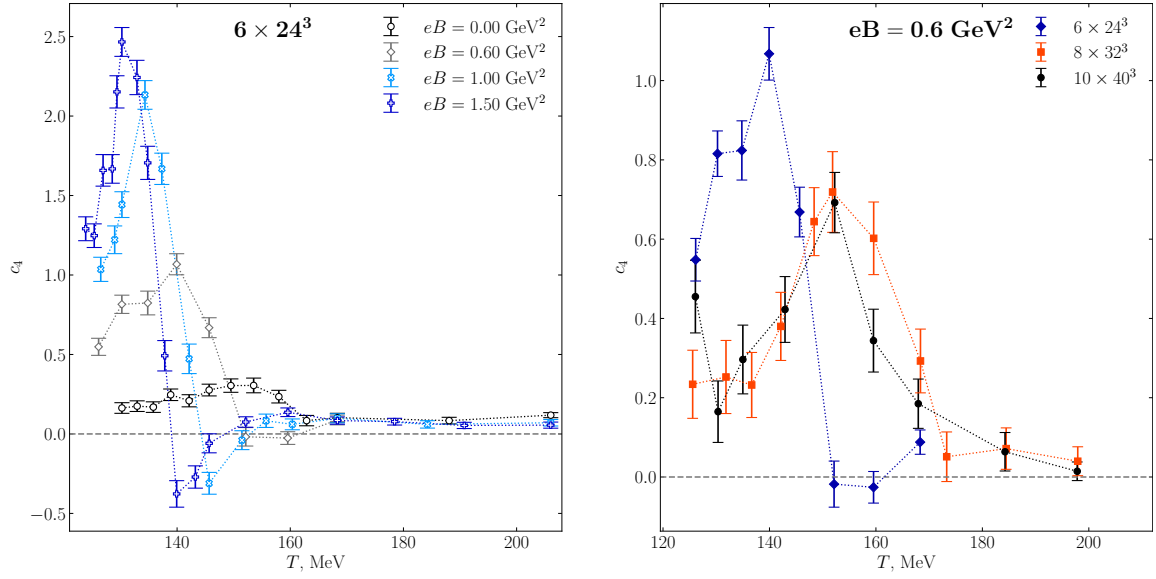 6 × 24³
eB = 0.00 GeV²
eB = 0.60 GeV²
eB = 1.00 GeV²
eB = 1.50 GeV²
2.5
2.0
1.5
1.0
0.5
0.0
−0.5
c₄
140
160
180
200
T, MeV
eB = 0.6 GeV²
6 × 24³
8 × 32³
10 × 40³
1.0
0.8
0.6
0.4
0.2
0.0
c₄
120
140
160
180
200
T, MeV